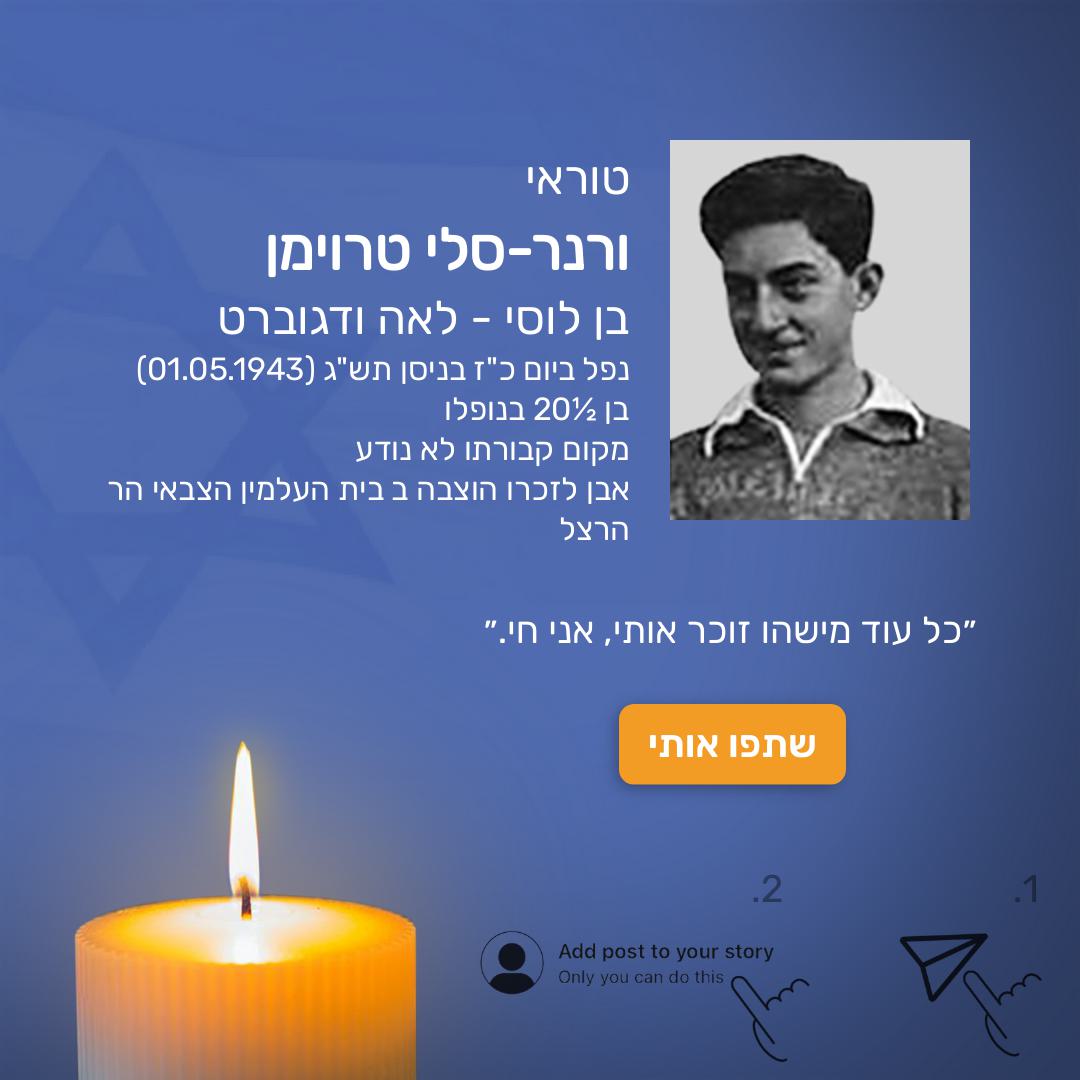 טוראי
ורנר-סלי טרוימן
בן לוסי - לאה ודגוברט
נפל ביום כ"ז בניסן תש"ג (01.05.1943)
בן 20½ בנופלו
מקום קבורתו לא נודע
אבן לזכרו הוצבה ב בית העלמין הצבאי הר
הרצל
״כל עוד מישהו זוכר אותי, אני חי.״
שתפו אותי
.1
.2
Add post to your story
Only you can do this